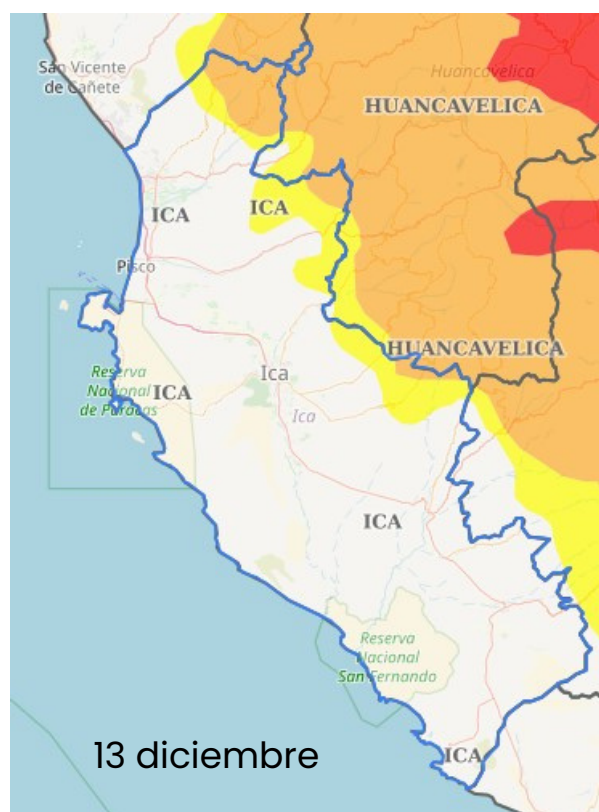 San Vicente
de Cañete
Huancavelica
HUANCAVELICA
ICA
ICA
Pisco
HUANCAVELICA
Reserva
Nacional
de Paracas
ICA
Ica
Ica
ICA
Reserva
Nacional
San Fernando
ICA
13 diciembre